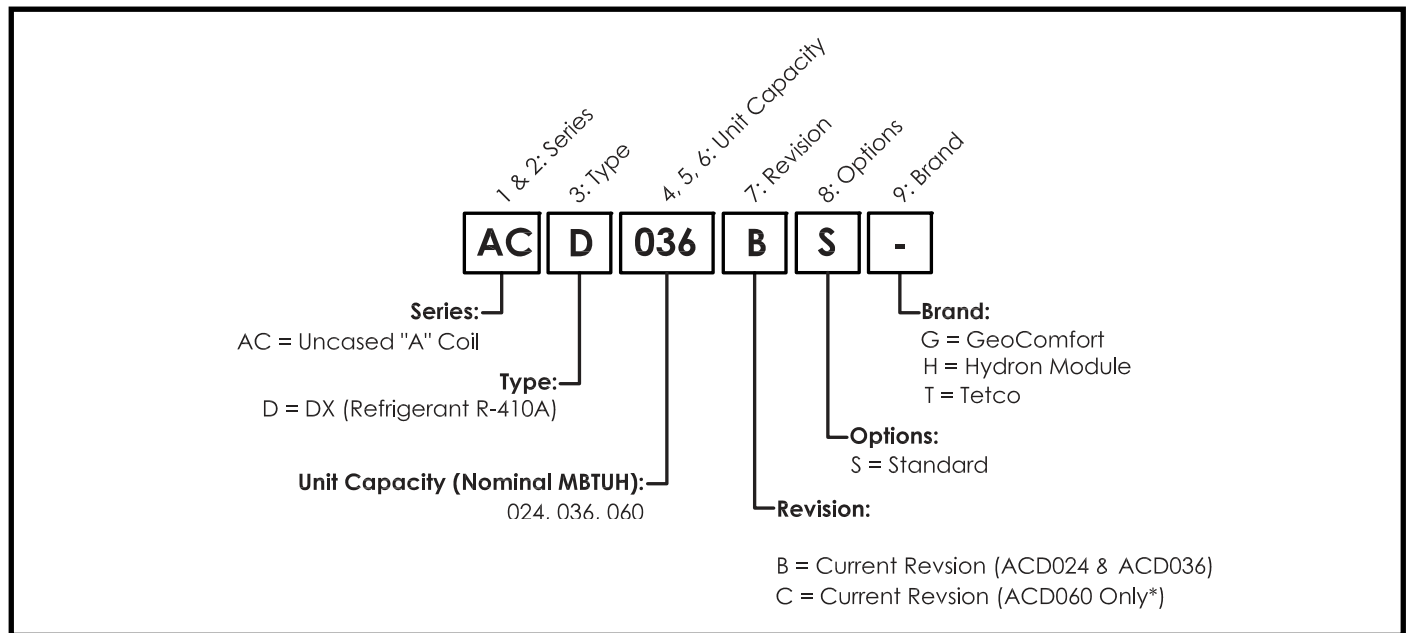 1 & 2: Series
3: Type
4, 5, 6: Unit Capacity
7: Revision
8: Options
9: Brand
AC D 036 B S -
Series:
AC = Uncased "A" Coil
Type:
D = DX (Refrigerant R-410A)
Unit Capacity (Nominal MBTUH):
024, 036, 060
Brand:
G = GeoComfort
H = Hydron Module
T = Tetco
Options:
S = Standard
Revision:
B = Current Revsion (ACD024 & ACD036)
C = Current Revsion (ACD060 Only*)